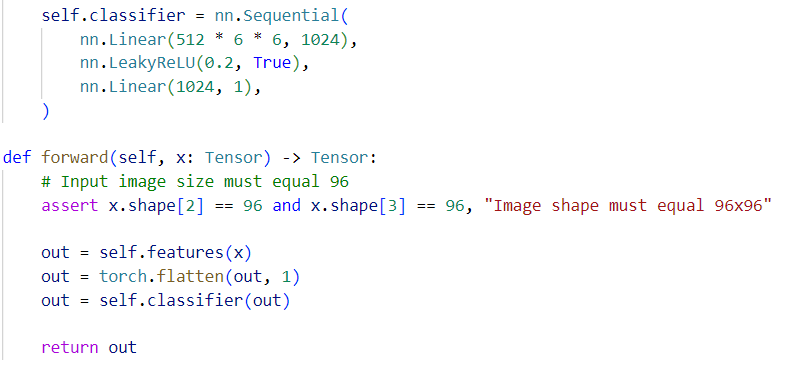 self.classifier = nn.Sequential(
nn.Linear(512 * 6 * 6, 1024),
nn.LeakyReLU(0.2, True),
nn.Linear(1024, 1),
)
def forward(self, x: Tensor) -> Tensor:
# Input image size must equal 96
assert x.shape[2] == 96 and x.shape[3] == 96, "Image shape must equal 96x96"
out = self.features(x)
out = torch.flatten(out, 1)
out = self.classifier(out)
return out